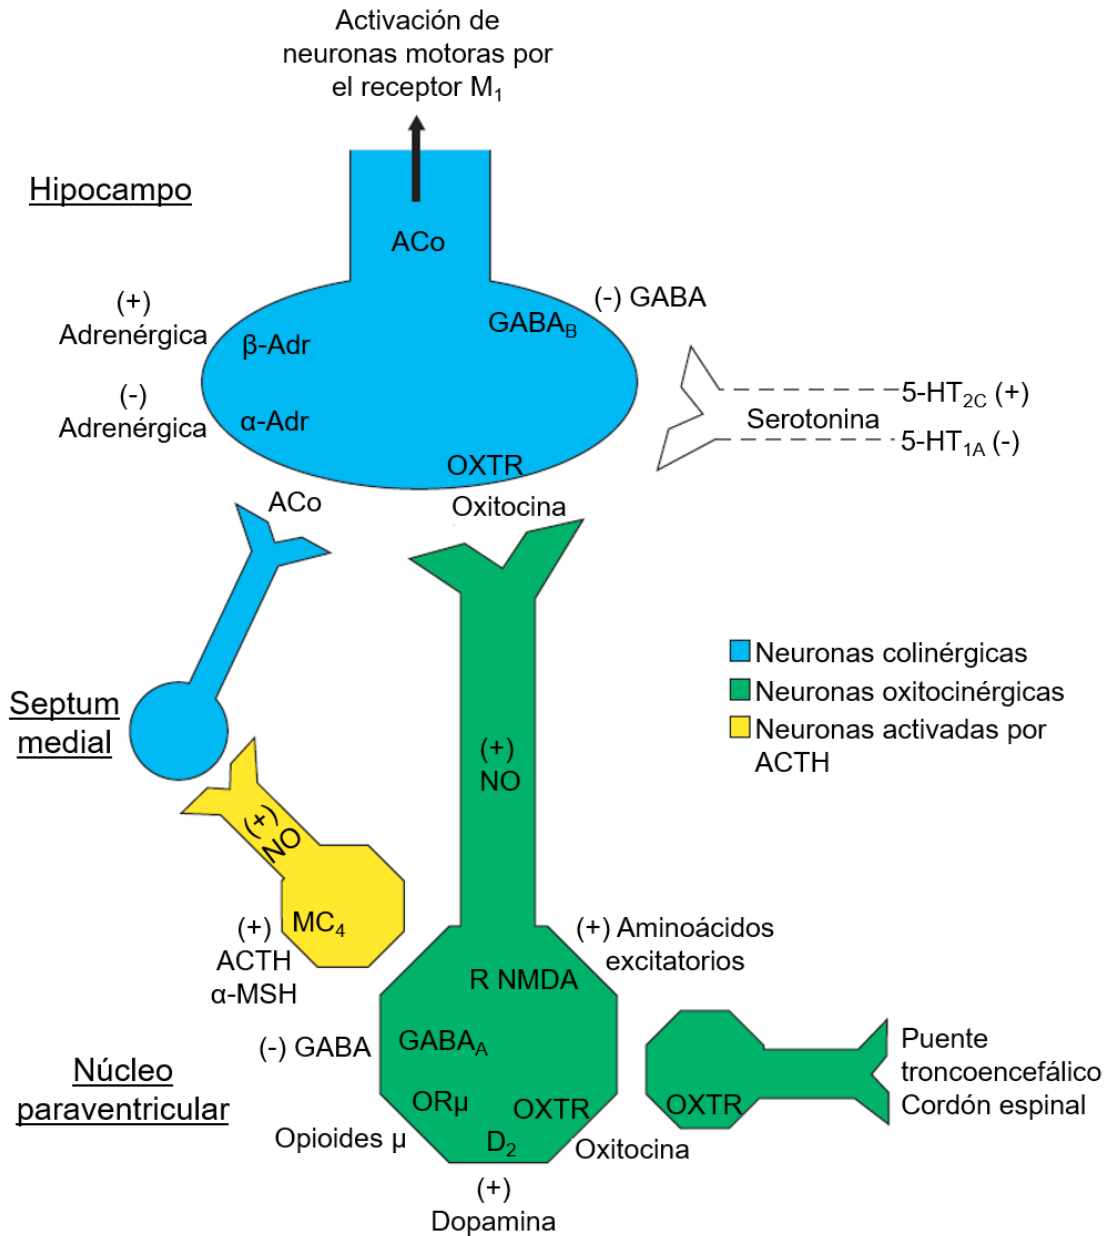 Activación de
neuronas motoras por
el receptor M₁
Hipocampo
ACo
(+)
Adrenérgica
β-Adr
(-)
Adrenérgica
α-Adr
(-) GABA
GABA_B
5-HT₂C (+)
Serotonina
5-HT₁A (-)
OXTR
ACo
Oxitocina
Neuronas colinérgicas
Neuronas oxitocinérgicas
Neuronas activadas por
ACTH
Septum
medial
(+)
NO
(+)
NO
MC₄
(+)
ACTH
α-MSH
(+) Aminoácidos
excitatorios
R NMDA
(-) GABA
GABA_A
Núcleo
paraventricular
ORμ
OXTR
Opioides μ
D₂
Oxitocina
(+)
Dopamina
OXTR
Puente
troncoencefálico
Cordón espinal